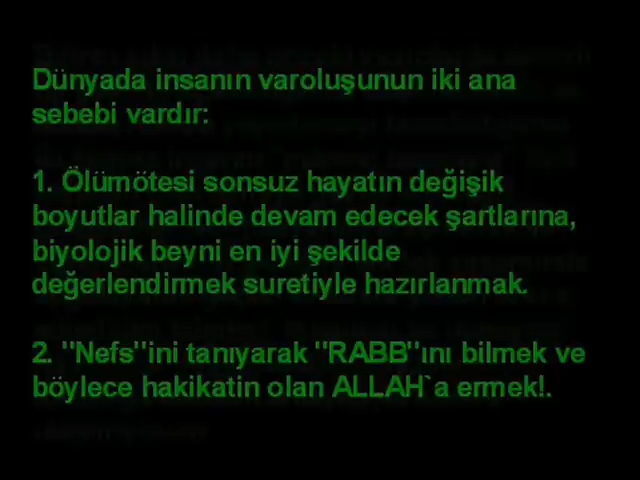 Dünyada insanın varoluşunun iki ana
sebebi vardır:
1. Ölümötesi sonsuz hayatın değişik
boyutlar halinde devam edecek şartlarına,
biyolojik beyni en iyi şekilde
değerlendirmek suretiyle hazırlanmak.
2. "Nefs"ini tanıyarak "RABB"ını bilmek ve
böylece hakikatin olan ALLAH`a ermek!.